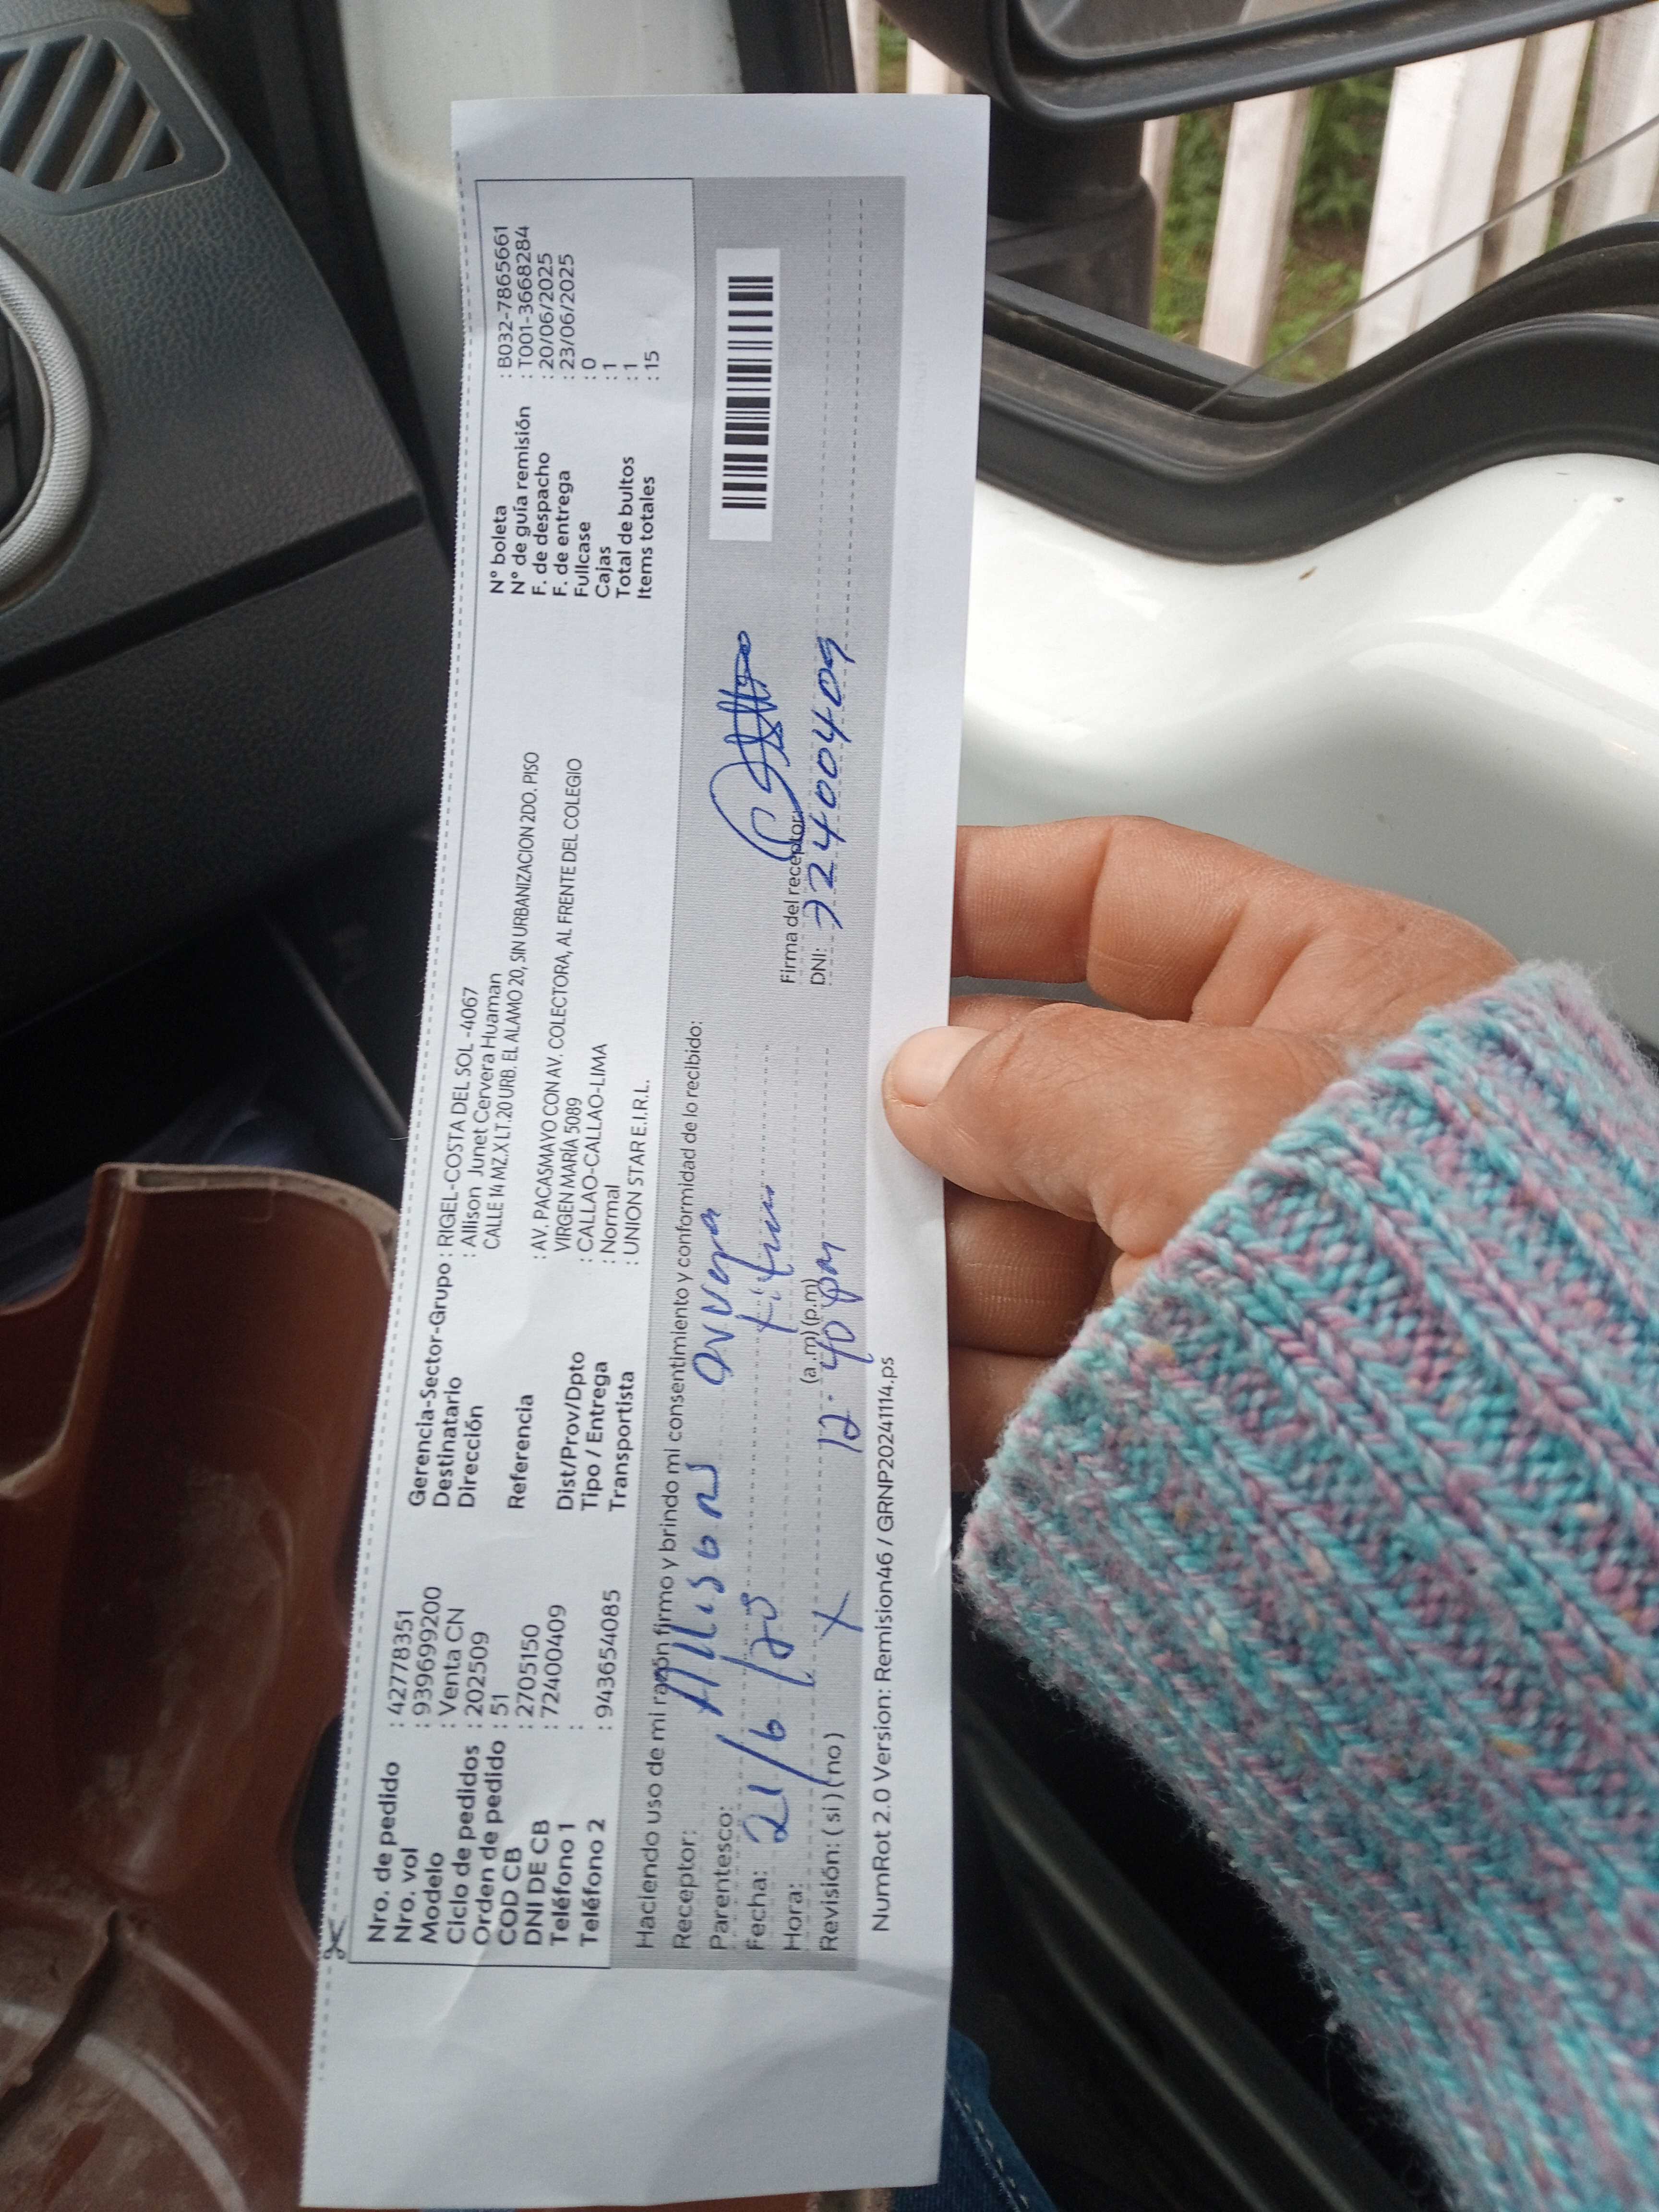 Nro. de pedido : 42778351
Nro. vol : 939699200
Modelo : Venta CN
Ciclo de pedidos : 202509
Orden de pedido : 51
COD CB : 2705150
DNI DE CB : 72400409
Teléfono 1 :
Teléfono 2 : 943654085
Gerencia-Sector-Grupo : RIGEL-COSTA DEL SOL -4067
Destinatario : Allison Junet Cervera Huaman
Dirección CALLE 14 MZ.X LT.20 URB. EL ALAMO 20, SIN URBANIZACION 2DO. PISO
Referencia : AV. PACASMAYO CON AV. COLECTORA, AL FRENTE DEL COLEGIO
VIRGEN MARÍA 5089
Dist/Prov/Dpto : CALLAO-CALLAO-LIMA
Tipo / Entrega : Normal
Transportista : UNION STAR E.I.R.L.
N° boleta : B032-7865661
N° de guía remisión : T001-3668284
F. de despacho : 20/06/2025
F. de entrega : 23/06/2025
Fullcase : 0
Cajas : 1
Total de bultos : 1
Items totales : 15
Haciendo uso de mi razón firmo y brindo mi consentimiento y conformidad de lo recibido:
Receptor: Allison
Parentesco:
Fecha: 21/6/25
Hora: 12:40 pm (a.m) (p.m)
Revisión: ( si ) ( no ) X
Firma del receptor
DNI: 72400409
NumRot 2.0 Version: Remision46 / GRNP20241114.ps